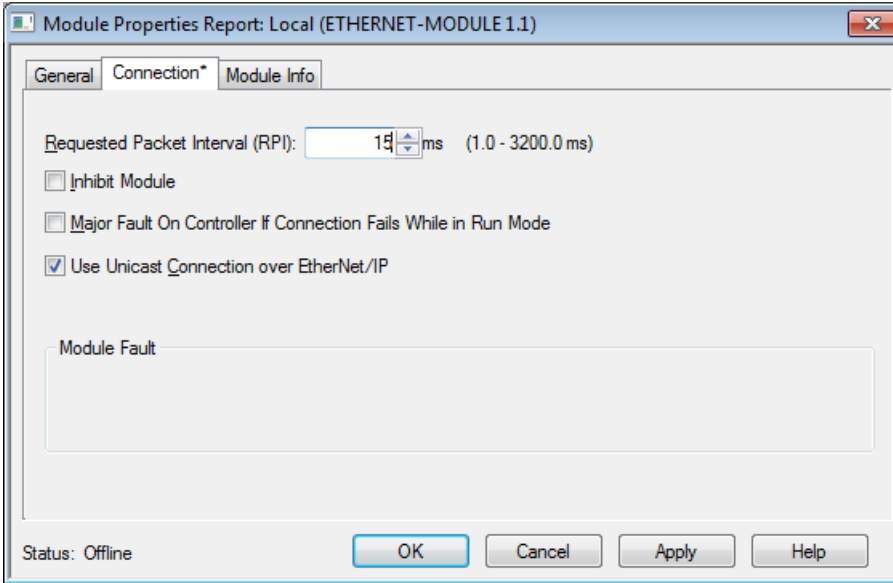 Module Properties Report: Local (ETHERNET-MODULE 1.1)
General Connection* Module Info
Requested Packet Interval (RPI): 15 ms (1.0 - 3200.0 ms)
Inhibit Module
Major Fault On Controller If Connection Fails While in Run Mode
Use Unicast Connection over EtherNet/IP
Module Fault
Status: Offline OK Cancel Apply Help